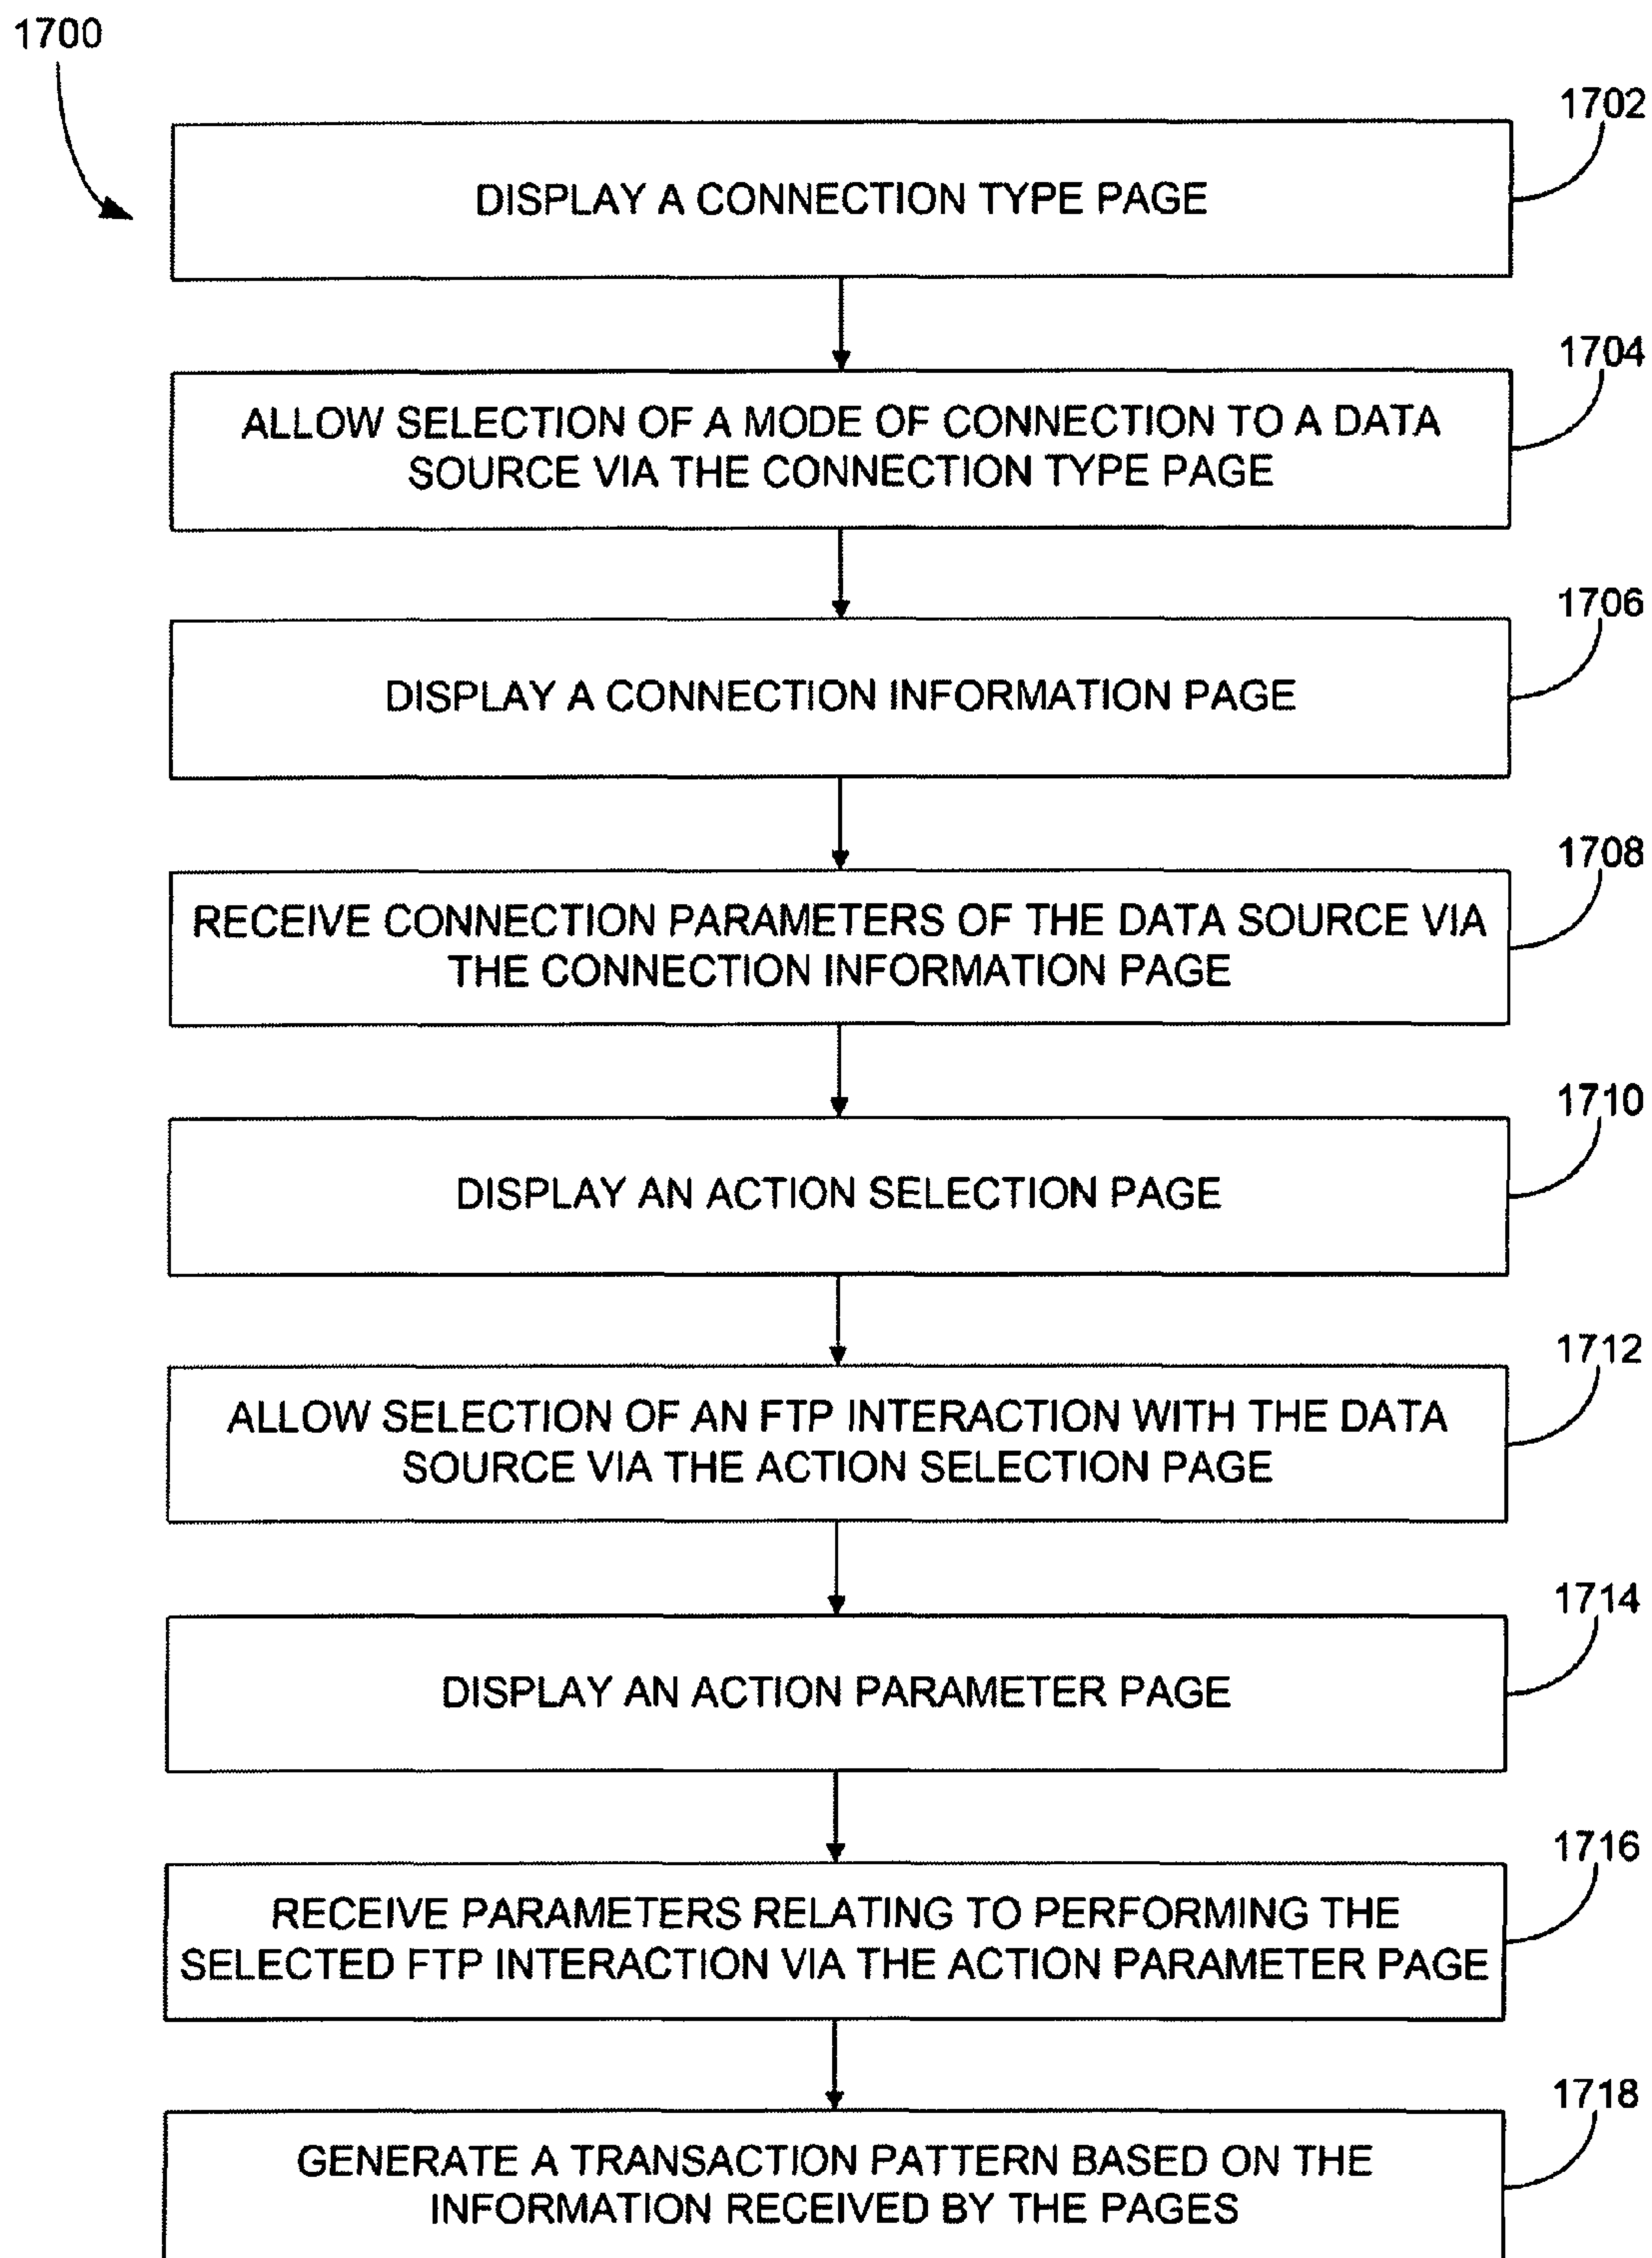 1700
1702
DISPLAY A CONNECTION TYPE PAGE
1704
ALLOW SELECTION OF A MODE OF CONNECTION TO A DATA
SOURCE VIA THE CONNECTION TYPE PAGE
1706
DISPLAY A CONNECTION INFORMATION PAGE
1708
RECEIVE CONNECTION PARAMETERS OF THE DATA SOURCE VIA
THE CONNECTION INFORMATION PAGE
1710
DISPLAY AN ACTION SELECTION PAGE
1712
ALLOW SELECTION OF AN FTP INTERACTION WITH THE DATA
SOURCE VIA THE ACTION SELECTION PAGE
1714
DISPLAY AN ACTION PARAMETER PAGE
1716
RECEIVE PARAMETERS RELATING TO PERFORMING THE
SELECTED FTP INTERACTION VIA THE ACTION PARAMETER PAGE
1718
GENERATE A TRANSACTION PATTERN BASED ON THE
INFORMATION RECEIVED BY THE PAGES